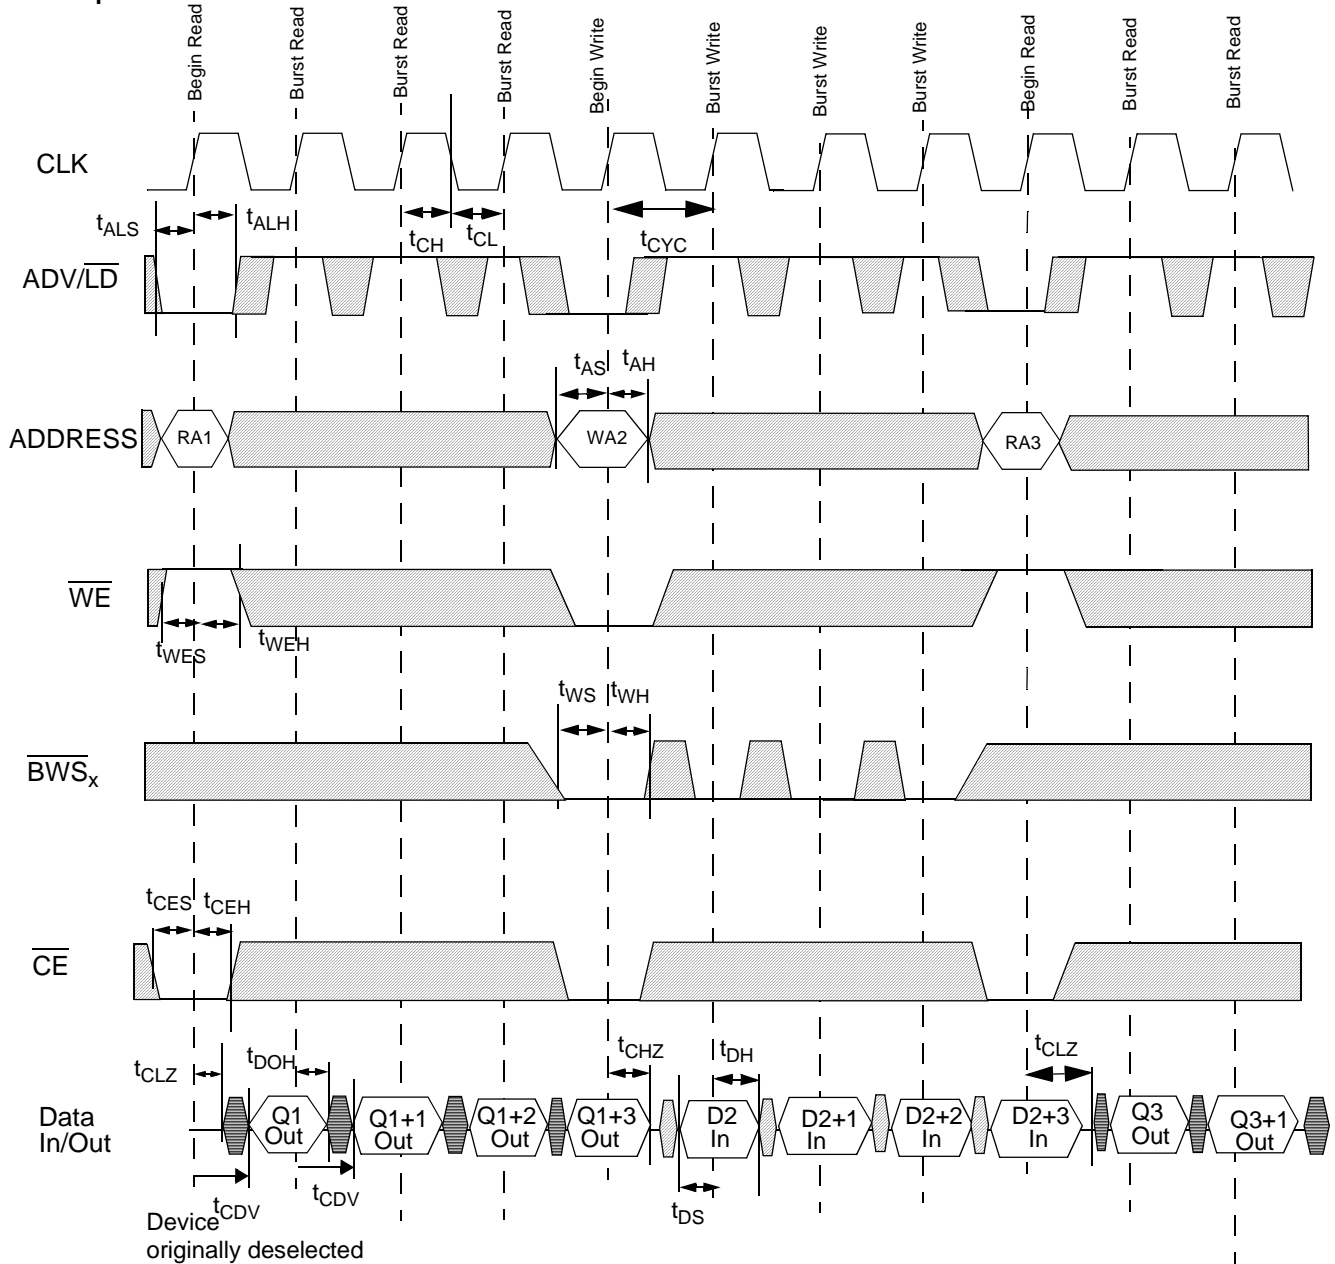 Begin Read
Burst Read
Burst Read
Burst Read
Begin Write
Burst Write
Burst Write
Burst Write
Begin Read
Burst Read
Burst Read
CLK
tALS
tALH
tCH
tCL
tCYC
ADV/LD
tAS
tAH
ADDRESS
RA1
WA2
RA3
WE
tWES
tWEH
tWS
tWH
BWSx
tCES
tCEH
CE
tCLZ
tDOH
tCHZ
tDH
tCLZ
Data
In/Out
Q1
Out
Q1+1
Out
Q1+2
Out
Q1+3
Out
D2
In
D2+1
In
D2+2
In
D2+3
In
Q3
Out
Q3+1
Out
tCDV
tCDV
tDS
Device
originally deselected